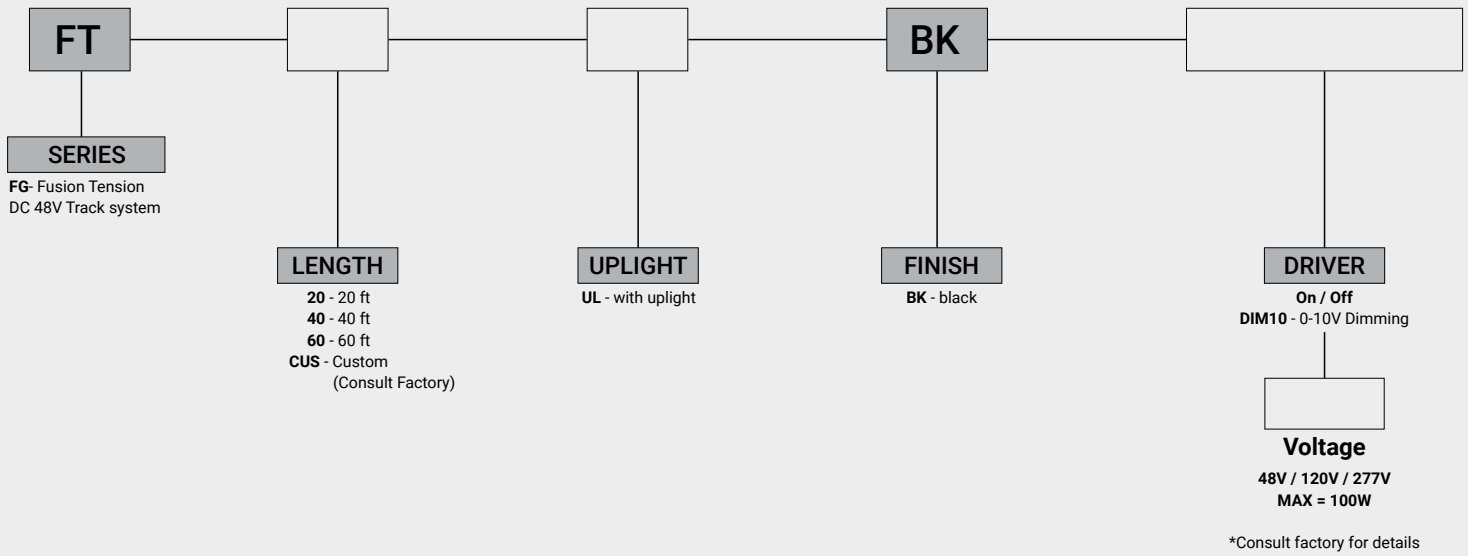 FT
BK
SERIES
FG- Fusion Tension
DC 48V Track system
LENGTH
20 - 20 ft
40 - 40 ft
60 - 60 ft
CUS - Custom
(Consult Factory)
UPLIGHT
UL - with uplight
FINISH
BK - black
DRIVER
On / Off
DIM10 - 0-10V Dimming
Voltage
48V / 120V / 277V
MAX = 100W
*Consult factory for details